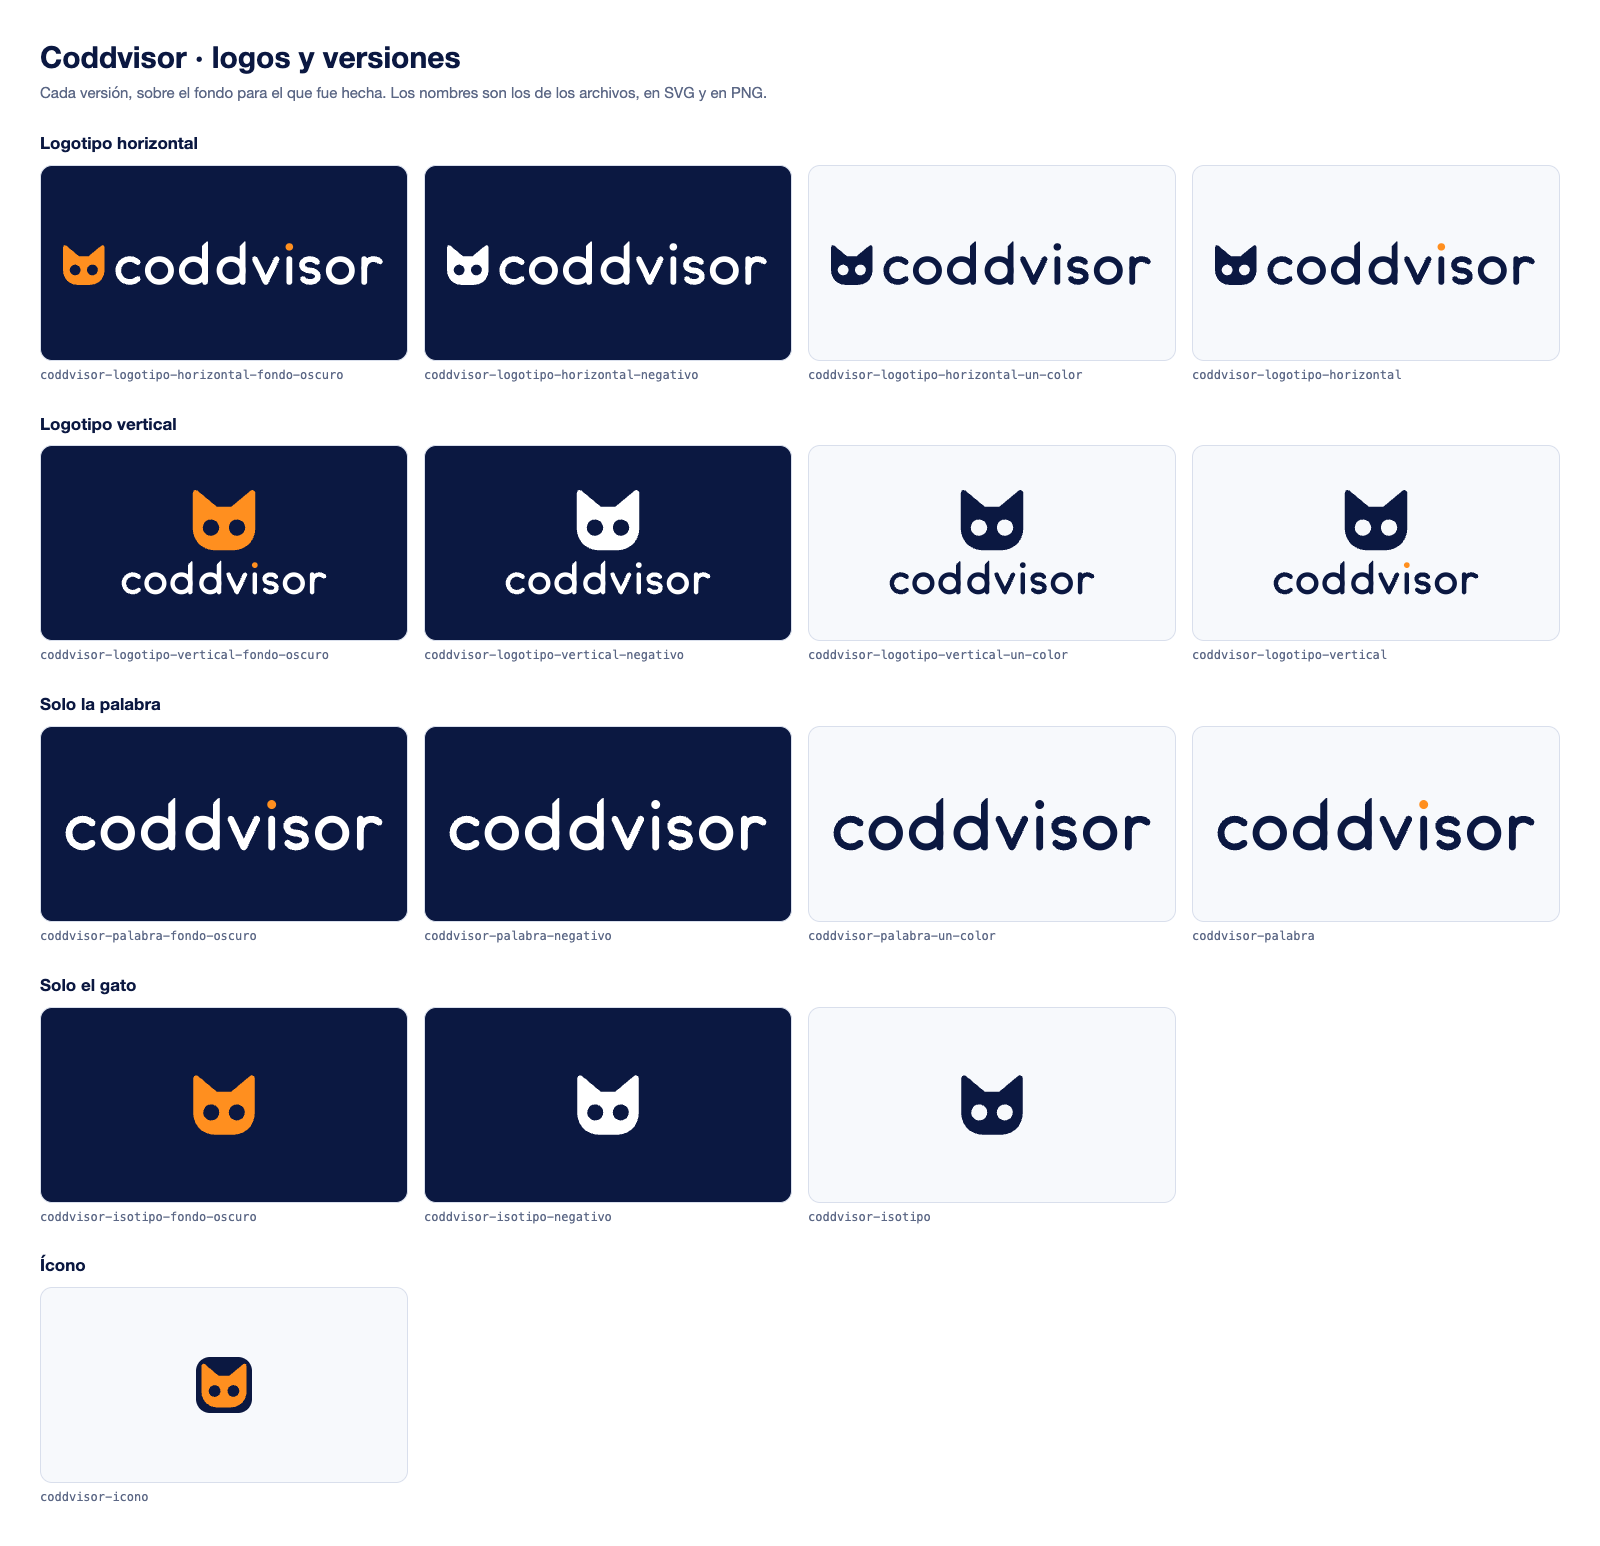 Coddvisor · logos y versiones
Cada versión, sobre el fondo para el que fue hecha. Los nombres son los de los archivos, en SVG y en PNG.
Logotipo horizontal
coddvisor coddvisor coddvisor coddvisor
coddvisor-logotipo-horizontal-fondo-oscuro coddvisor-logotipo-horizontal-negativo coddvisor-logotipo-horizontal-un-color coddvisor-logotipo-horizontal
Logotipo vertical
coddvisor coddvisor coddvisor coddvisor
coddvisor-logotipo-vertical-fondo-oscuro coddvisor-logotipo-vertical-negativo coddvisor-logotipo-vertical-un-color coddvisor-logotipo-vertical
Solo la palabra
coddvisor coddvisor coddvisor coddvisor
coddvisor-palabra-fondo-oscuro coddvisor-palabra-negativo coddvisor-palabra-un-color coddvisor-palabra
Solo el gato
coddvisor-isotipo-fondo-oscuro coddvisor-isotipo-negativo coddvisor-isotipo
Ícono
coddvisor-icono